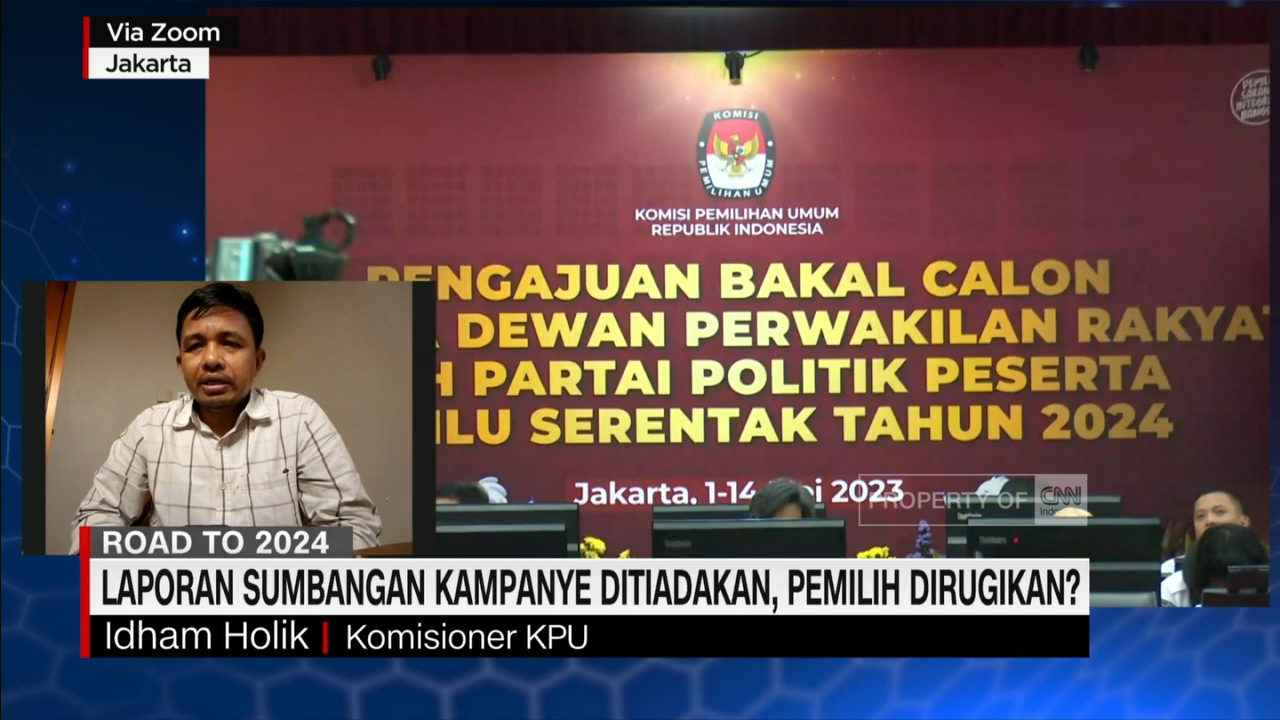 Via Zoom
Jakarta
KOMISI
PEMILIHAN UMUM
KOMISI PEMILIHAN UMUM
REPUBLIK INDONESIA
PENGAJUAN BAKAL CALON
DEWAN PERWAKILAN RAKYAT
PARTAI POLITIK PESERTA
SERENTAK TAHUN 2024
Jakarta, 1-14 2023
PROPERTY OF CNN
ROAD TO 2024
LAPORAN SUMBANGAN KAMPANYE DITIADAKAN, PEMILIH DIRUGIKAN?
Idham Holik | Komisioner KPU